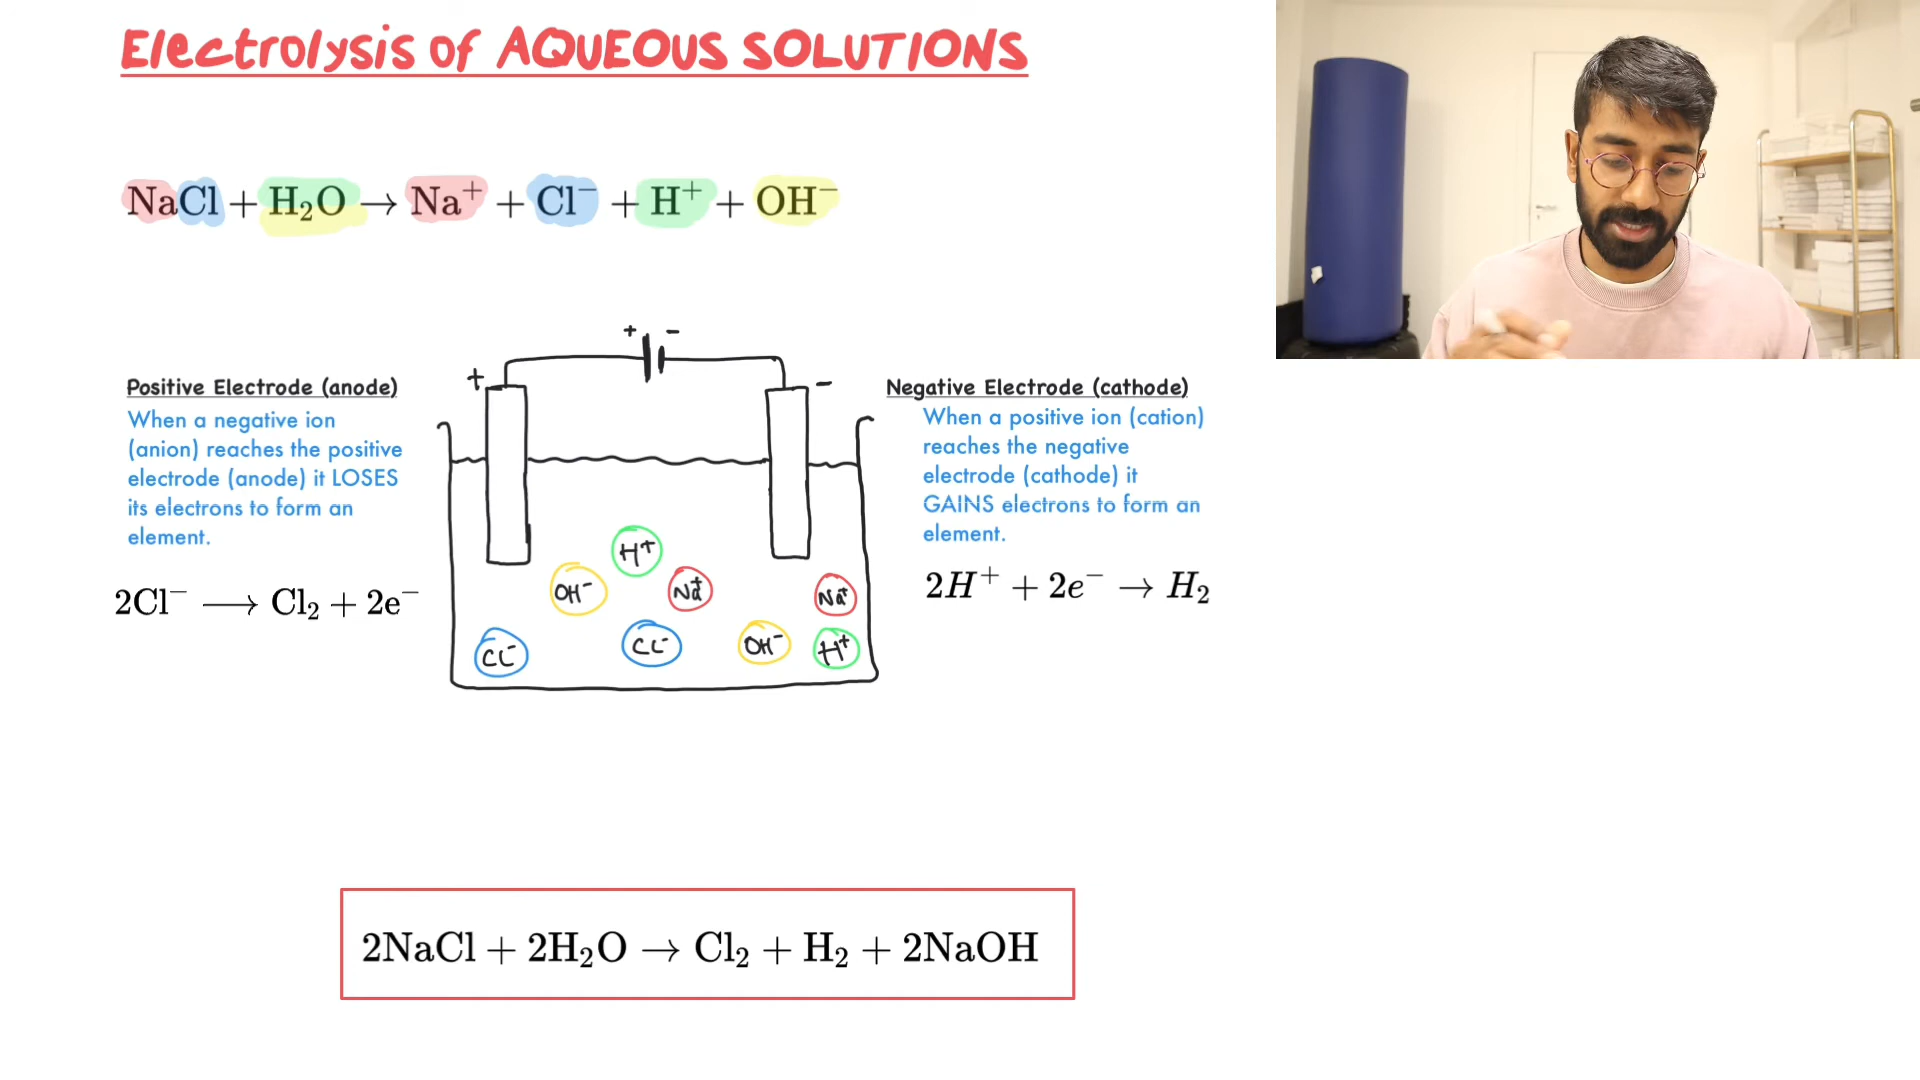 Electrolysis of AQUEOUS SOLUTIONS
NaCl + H₂O → Na⁺ + Cl⁻ + H⁺ + OH⁻
+ -
+ -
Positive Electrode (anode)
When a negative ion
(anion) reaches the positive
electrode (anode) it LOSES
its electrons to form an
element.
2Cl⁻ ⟶ Cl₂ + 2e⁻
H⁺
OH⁻ Na⁺ Na⁺
CL⁻ CL⁻ OH⁻ H⁺
Negative Electrode (cathode)
When a positive ion (cation)
reaches the negative
electrode (cathode) it
GAINS electrons to form an
element.
2H⁺ + 2e⁻ → H₂
2NaCl + 2H₂O → Cl₂ + H₂ + 2NaOH